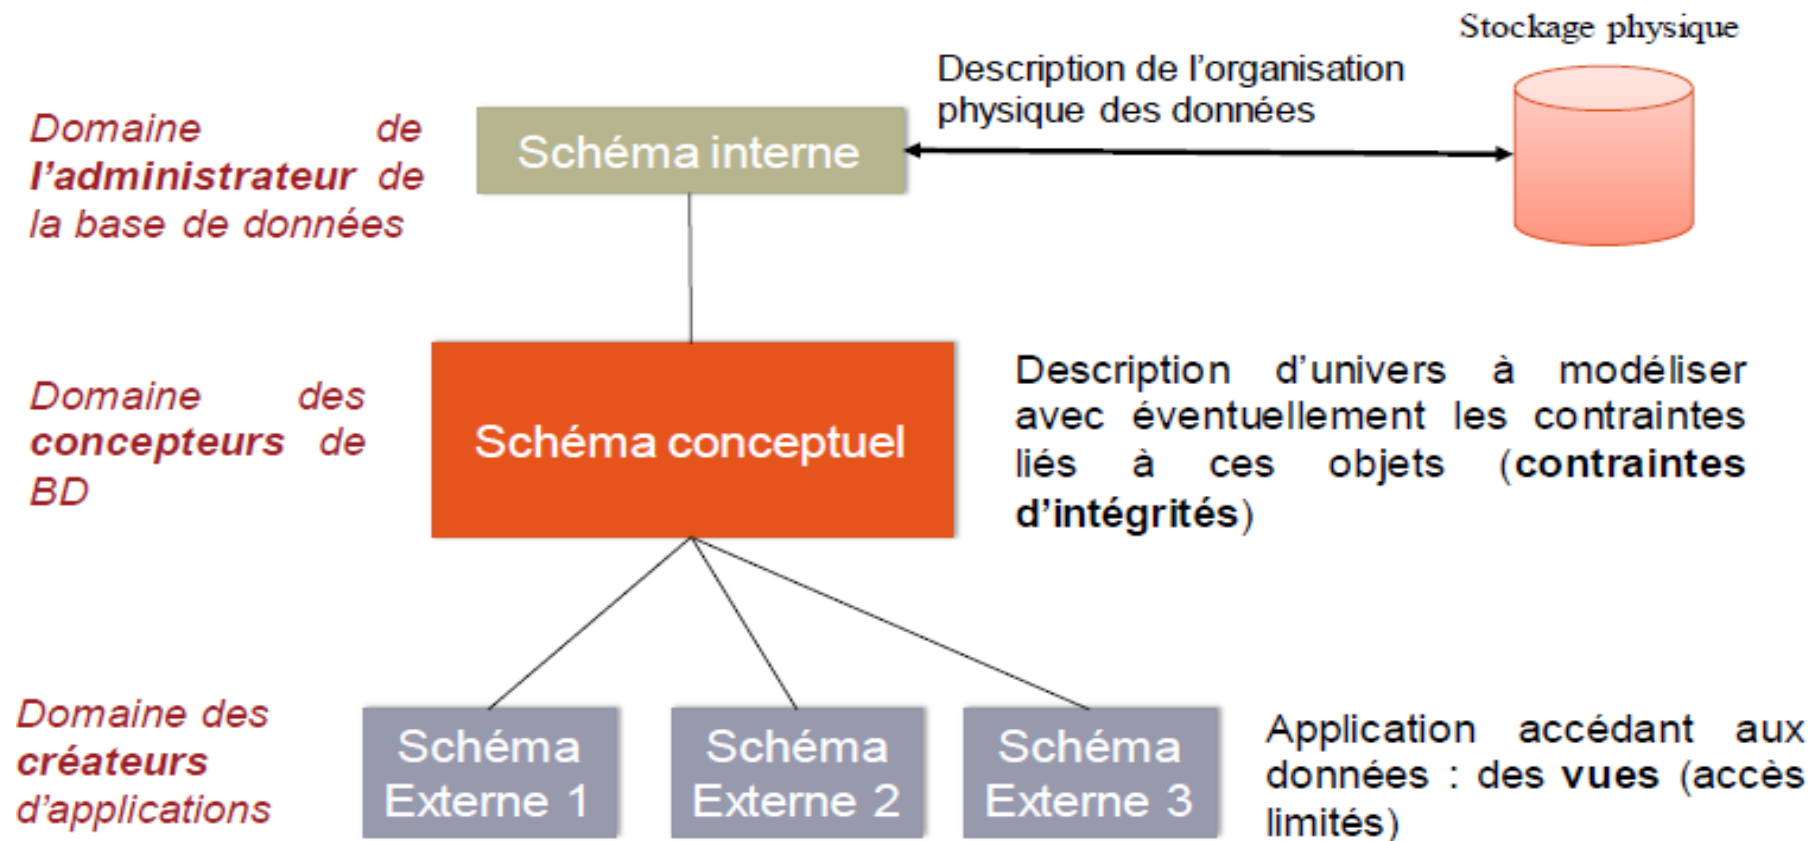 Stockage physique
Description de l'organisation
physique des données
Domaine de
l'administrateur de
la base de données
Schéma interne
Domaine des
concepteurs de
BD
Schéma conceptuel
Description d'univers à modéliser
avec éventuellement les contraintes
liés à ces objets (contraintes
d'intégrités)
Domaine des
créateurs
d'applications
Schéma
Externe 1
Schéma
Externe 2
Schéma
Externe 3
Application accédant aux
données : des vues (accès
limités)